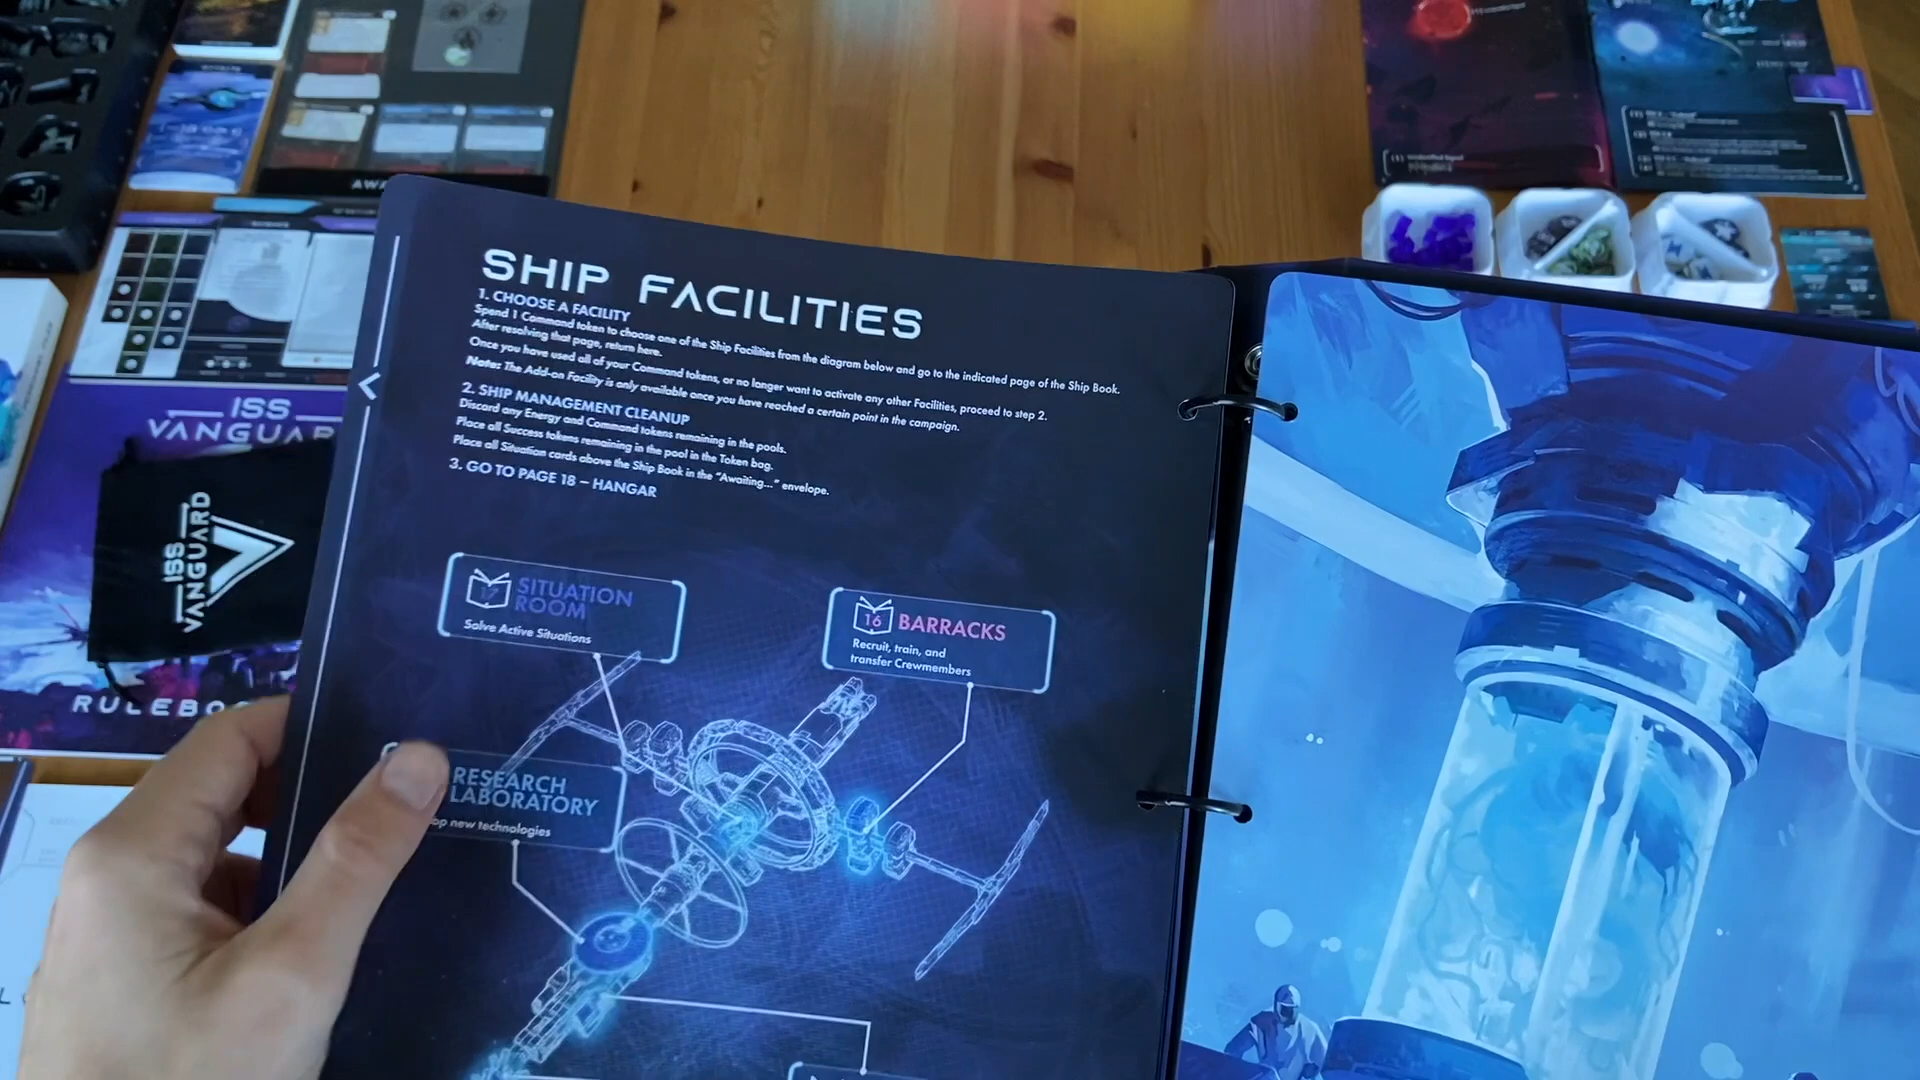 SHIP FACILITIES
1. CHOOSE A FACILITY
Spend 1 Command token to choose one of the Ship Facilities from the diagram below and go to the indicated page of the Ship Book.
After resolving that page, return here.
Once you have used all of your Command tokens, or no longer want to activate any other Facilities, proceed to step 2.
Note: The Add-on Facility is only available once you have reached a certain point in the campaign.
2. SHIP MANAGEMENT CLEANUP
Discard any Energy and Command tokens remaining in the pools.
Place all Success tokens remaining in the pool in the Token bag.
Place all Situation cards above the Ship Book in the “Awaiting...” envelope.
3. GO TO PAGE 18 – HANGAR
17 SITUATION
ROOM
Solve Active Situations
16 BARRACKS
Recruit, train, and
transfer Crewmembers
RESEARCH
LABORATORY
op new technologies
ISS
VANGUAR
ISS
VANGUARD
RULEBO
AW